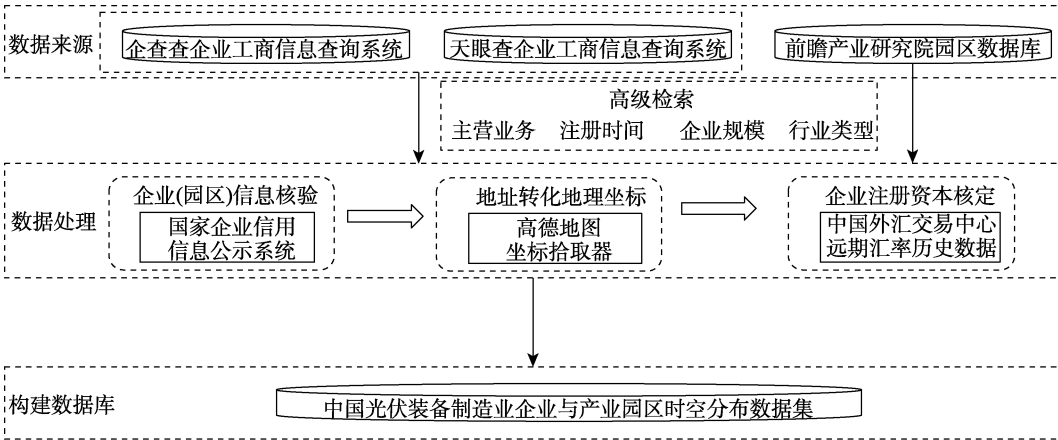 数据来源
企查查企业工商信息查询系统
天眼查企业工商信息查询系统
前瞻产业研究院园区数据库
高级检索
主营业务 注册时间 企业规模 行业类型
数据处理
企业(园区)信息核验
国家企业信用
信息公示系统
地址转化地理坐标
高德地图
坐标拾取器
企业注册资本核定
中国外汇交易中心
远期汇率历史数据
构建数据库
中国光伏装备制造业企业与产业园区时空分布数据集